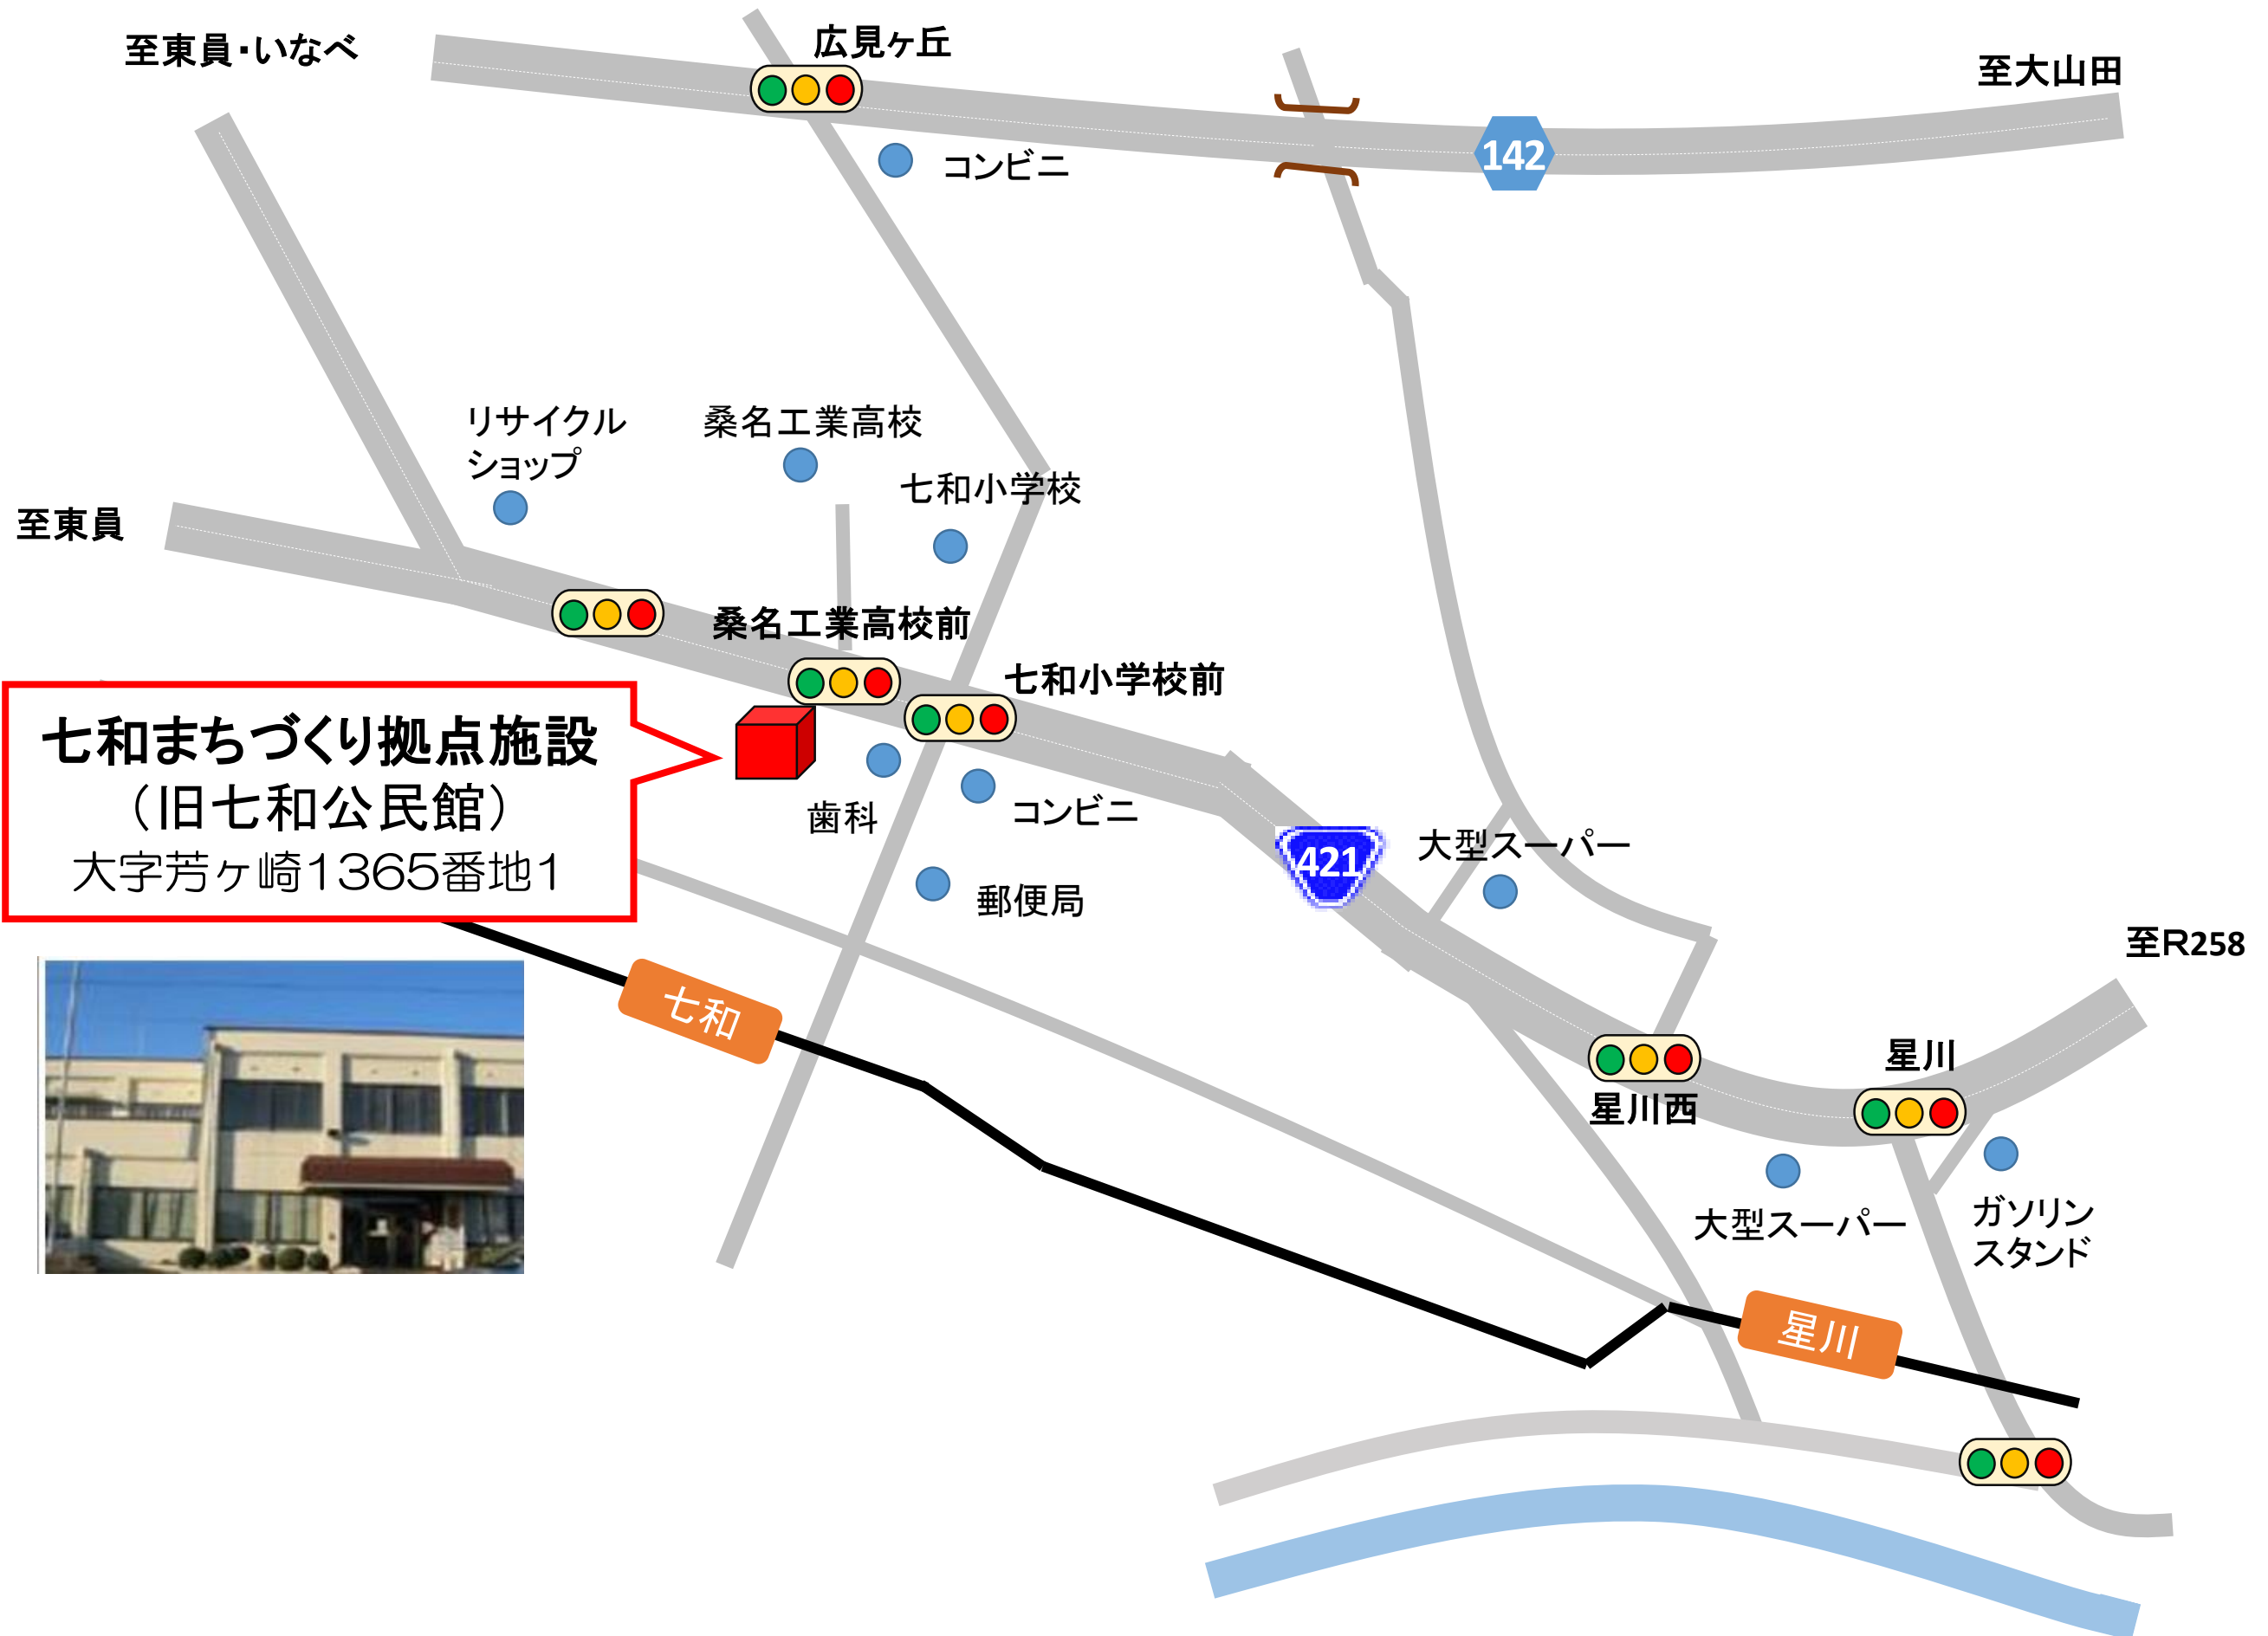 至東員・いなべ
広見ヶ丘
至大山田
142
コンビニ
リサイクル
ショップ
桑名工業高校
七和小学校
至東員
桑名工業高校前
七和小学校前
七和まちづくり拠点施設
（旧七和公民館）
大字芳ヶ崎1365番地1
歯科
コンビニ
421
大型スーパー
郵便局
至R258
七和
星川
星川西
大型スーパー
ガソリン
スタンド
星川